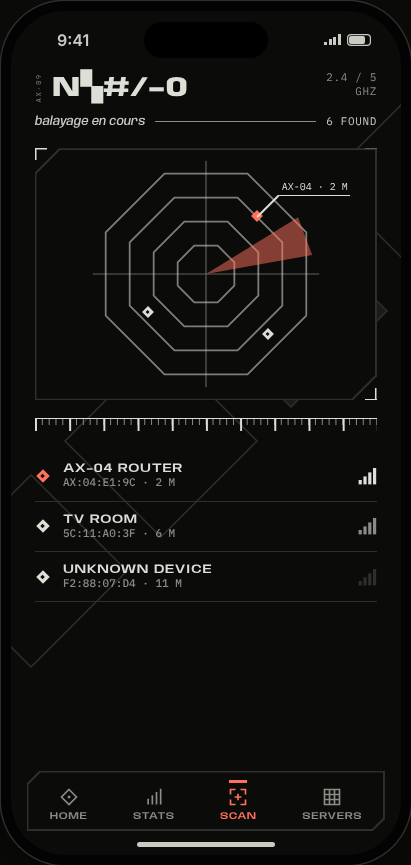 9:41
AX-09
N▚#/-O
2.4 / 5
GHZ
balayage en cours
6 FOUND
AX-04 · 2 M
AX-04 ROUTER
AX:04:E1:9C · 2 M
TV ROOM
5C:11:A0:3F · 6 M
UNKNOWN DEVICE
F2:88:07:D4 · 11 M
HOME
STATS
SCAN
SERVERS